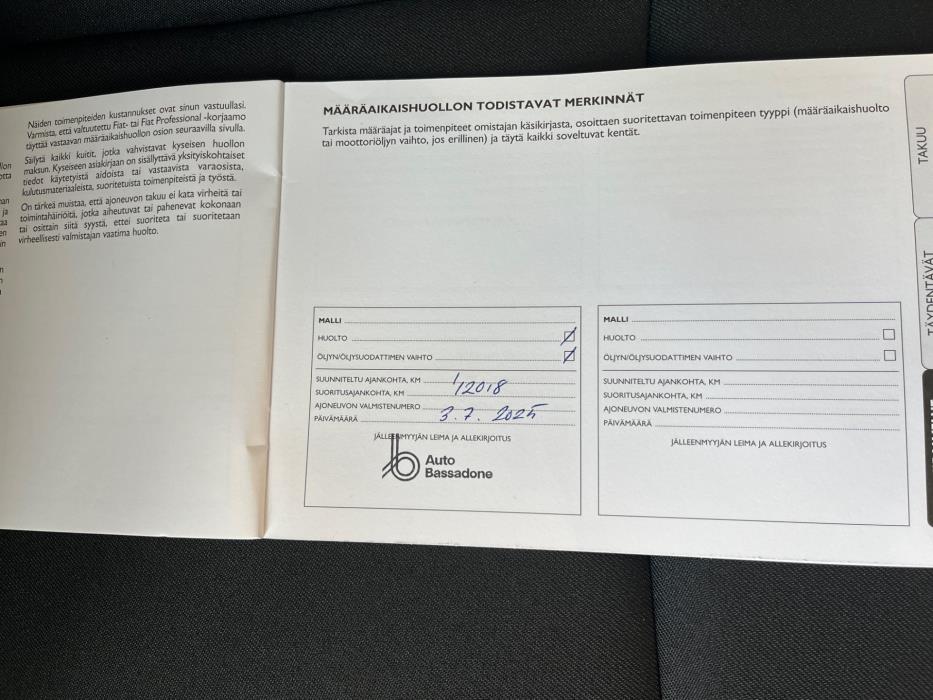 Näiden toimenpiteiden kustannukset ovat sinun vastuullasi.
Varmista, että valtuutettu Fiat- tai Fiat Professional -korjaamo
täyttää vastaavan määräaikaishuollon osion seuraavilla sivulla.
Säilytä kaikki kuitit, jotka vahvistavat kyseisen huollon
maksun. Kyseiseen asiakirjaan on sisällyttävä yksityiskohtaiset
tiedot käytetyistä aidoista tai vastaavista varaosista,
kulutusmateriaaleista, suoritetuista toimenpiteistä ja työstä.
On tärkeä muistaa, että ajoneuvon takuu ei kata virheitä tai
toimintahäiriöitä, jotka aiheutuvat tai pahenevat kokonaan
tai osittain siitä syystä, ettei suoriteta tai suoritetaan
virheellisesti valmistajan vaatima huolto.
MÄÄRÄAIKAISHUOLLON TODISTAVAT MERKINNÄT
Tarkista määräajat ja toimenpiteet omistajan käsikirjasta, osoittaen suoritettavan toimenpiteen tyyppi (määräaikaishuolto
tai moottoriöljyn vaihto, jos erillinen) ja täytä kaikki soveltuvat kentät.
MALLI
HUOLTO
ÖLJYN/ÖLJYSUODATTIMEN VAIHTO
SUUNNITELTU AJANKOHTA, KM
SUORITUSAJANKOHTA, KM 12018
AJONEUVON VALMISTENUMERO
PÄIVÄMÄÄRÄ 3.7.2025
JÄLLEENMYYJÄN LEIMA JA ALLEKIRJOITUS
Auto
Bassadone
MALLI
HUOLTO
ÖLJYN/ÖLJYSUODATTIMEN VAIHTO
SUUNNITELTU AJANKOHTA, KM
SUORITUSAJANKOHTA, KM
AJONEUVON VALMISTENUMERO
PÄIVÄMÄÄRÄ
JÄLLEENMYYJÄN LEIMA JA ALLEKIRJOITUS
TAKUU
TÄYDENTÄVÄT